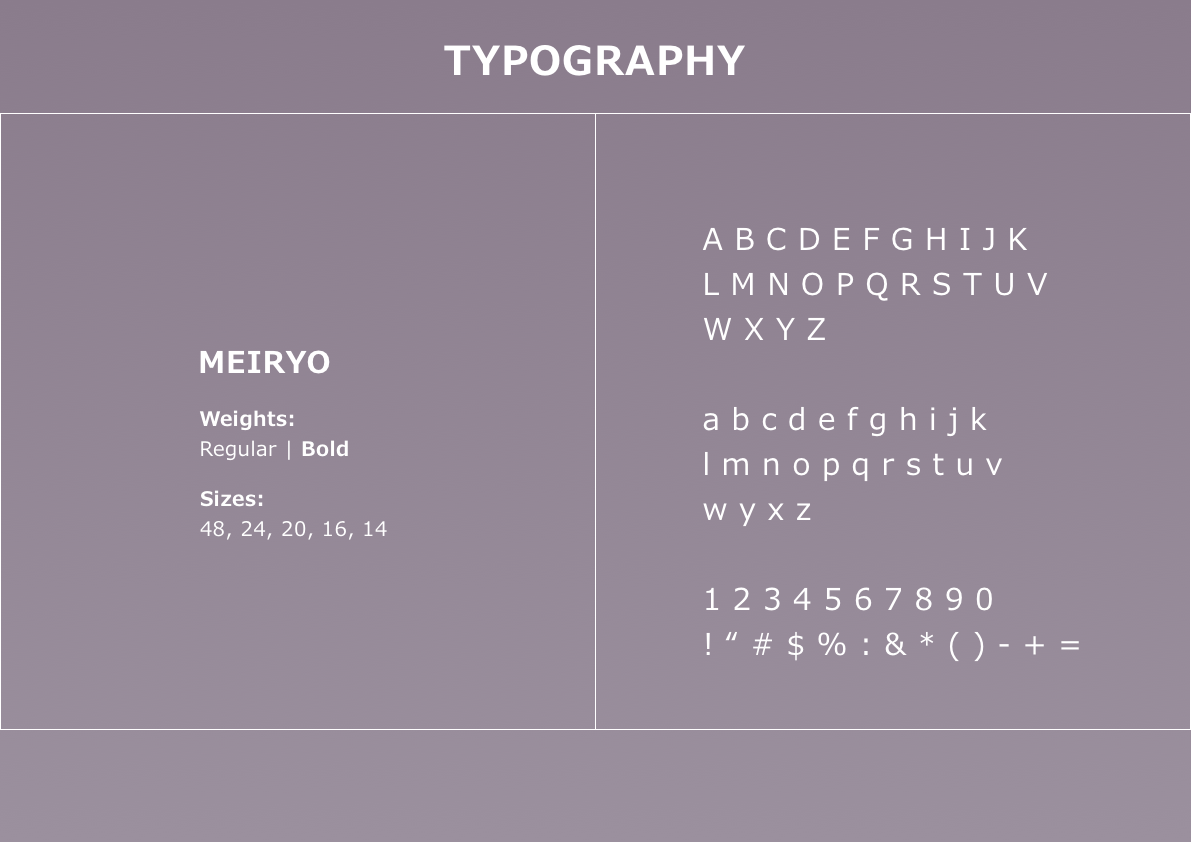 TYPOGRAPHY
MEIRYO
Weights:
Regular | Bold
Sizes:
48, 24, 20, 16, 14
A B C D E F G H I J K
L M N O P Q R S T U V
W X Y Z
a b c d e f g h i j k
l m n o p q r s t u v
w y x z
1 2 3 4 5 6 7 8 9 0
! “ # $ % : & * ( ) - + =